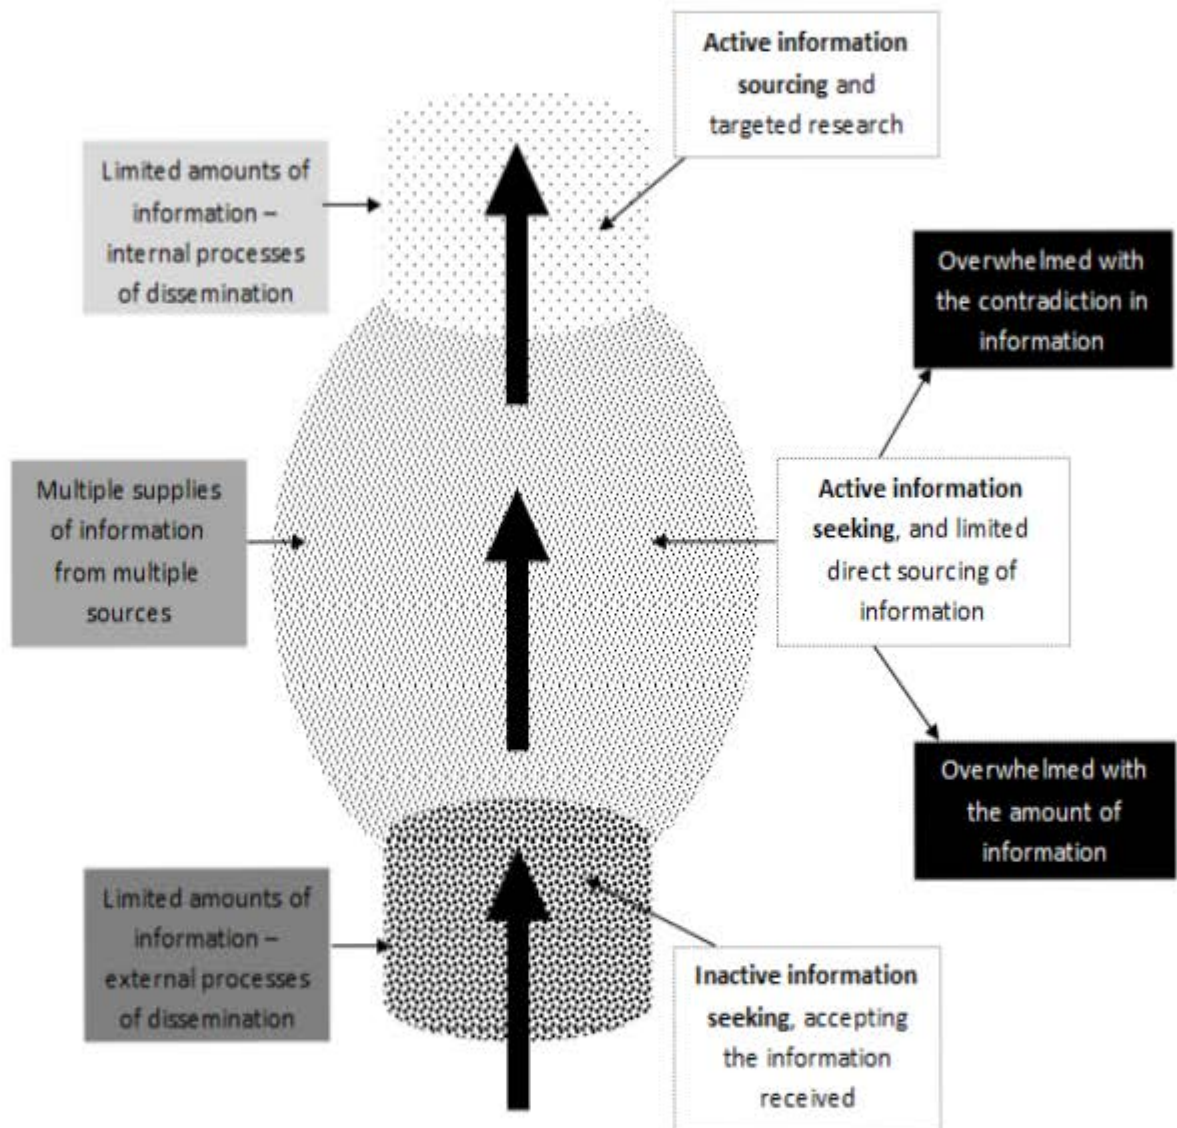 Active information
sourcing and
targeted research
Limited amounts of
information –
internal processes
of dissemination
Overwhelmed with
the contradiction in
information
Multiple supplies
of information
from multiple
sources
Active information
seeking, and limited
direct sourcing of
information
Overwhelmed with
the amount of
information
Limited amounts of
information –
external processes
of dissemination
Inactive information
seeking, accepting
the information
received